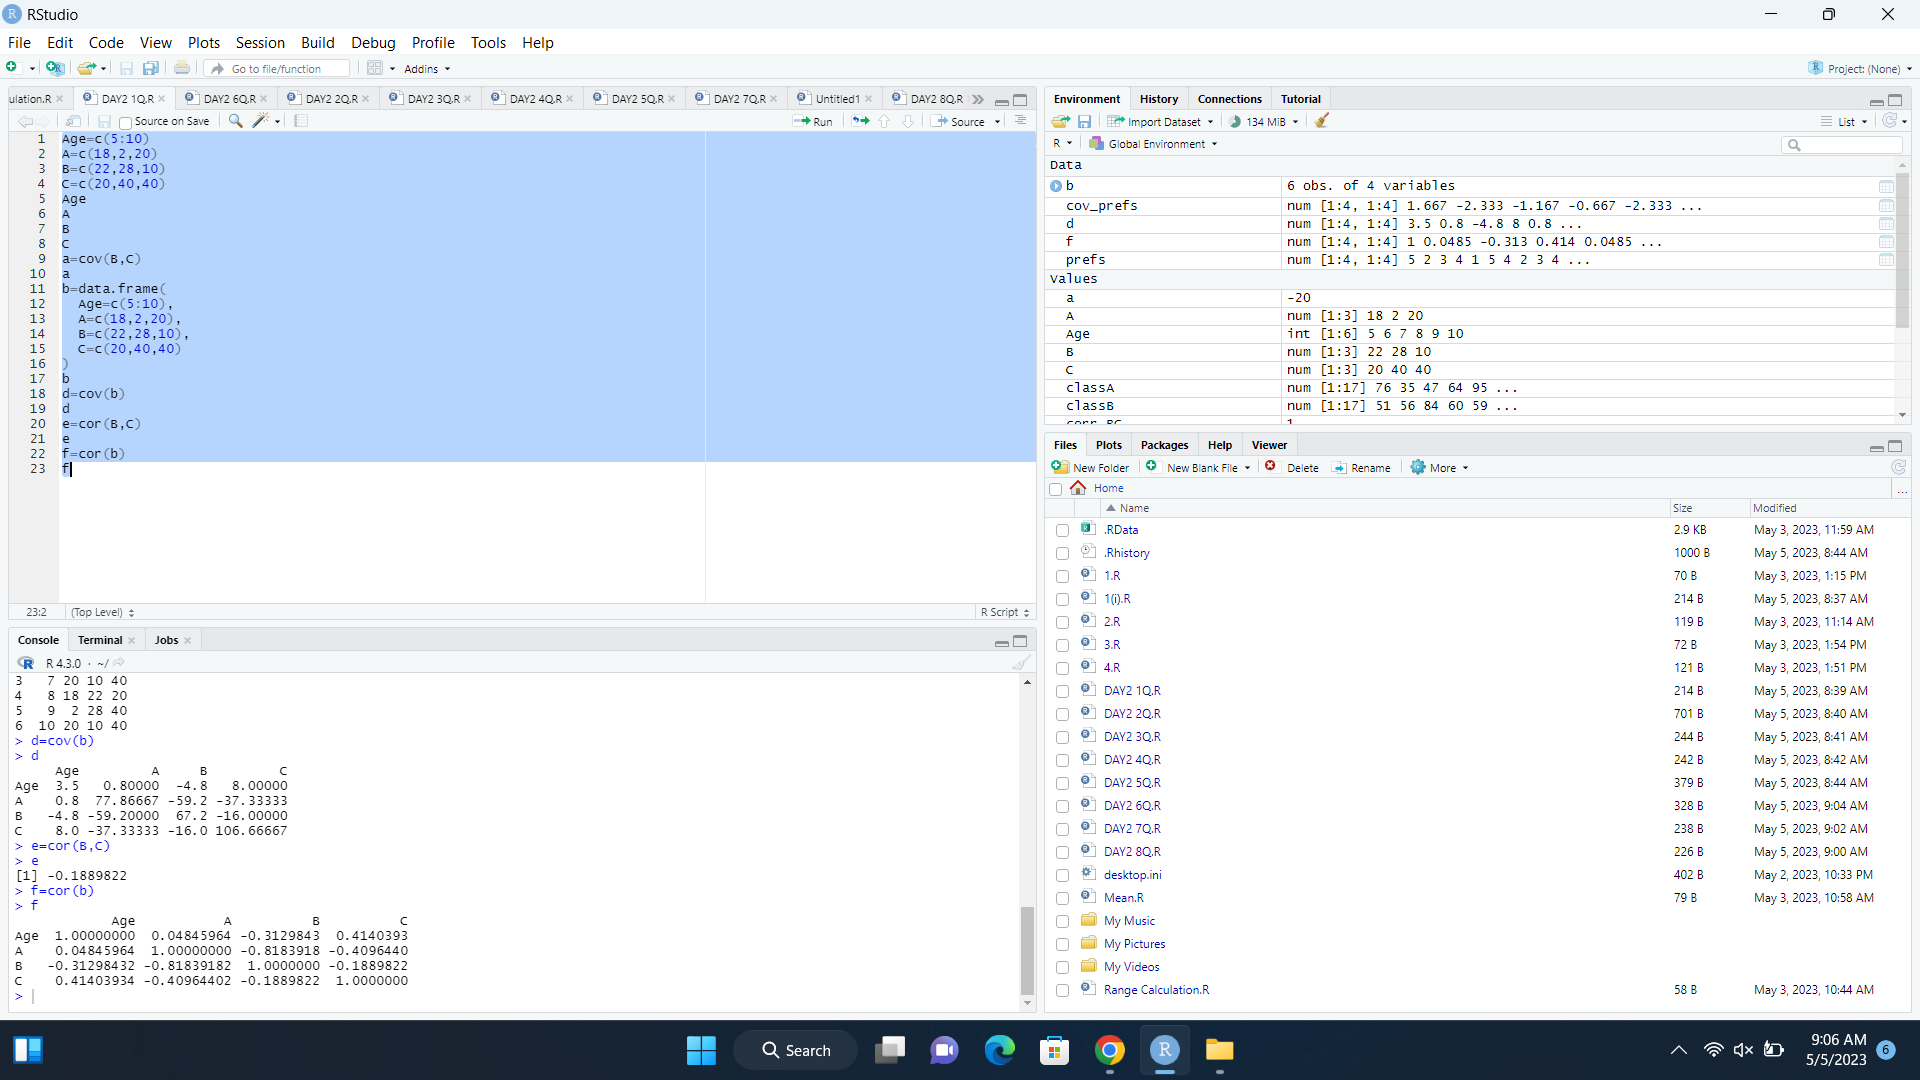 RStudio
File Edit Code View Plots Session Build Debug Profile Tools Help
Go to file/function Addins Project: (None)
ulation.R DAY2 1Q.R DAY2 6Q.R DAY2 2Q.R DAY2 3Q.R DAY2 4Q.R DAY2 5Q.R DAY2 7Q.R Untitled1 DAY2 8Q.R
Source on Save Run Source
1 Age=c(5:10)
2 A=c(18,2,20)
3 B=c(22,28,10)
4 C=c(20,40,40)
5 Age
6 A
7 B
8 C
9 a=cov(B,C)
10 a
11 b=data.frame(
12 Age=c(5:10),
13 A=c(18,2,20),
14 B=c(22,28,10),
15 C=c(20,40,40)
16 )
17 b
18 d=cov(b)
19 d
20 e=cor(B,C)
21 e
22 f=cor(b)
23 f
23:2 (Top Level) R Script
Console Terminal Jobs
R 4.3.0 · ~/
3 7 20 10 40
4 8 18 22 20
5 9 2 28 40
6 10 20 10 40
> d=cov(b)
> d
Age A B C
Age 3.5 0.80000 -4.8 8.00000
A 0.8 77.86667 -59.2 -37.33333
B -4.8 -59.20000 67.2 -16.00000
C 8.0 -37.33333 -16.0 106.66667
> e=cor(B,C)
> e
[1] -0.1889822
> f=cor(b)
> f
Age A B C
Age 1.00000000 0.04845964 -0.3129843 0.4140393
A 0.04845964 1.00000000 -0.8183918 -0.4096440
B -0.31298432 -0.81839182 1.0000000 -0.1889822
C 0.41403934 -0.40964402 -0.1889822 1.0000000
>
Environment History Connections Tutorial
Import Dataset 134 MiB List
R Global Environment
Data
b 6 obs. of 4 variables
cov_prefs num [1:4, 1:4] 1.667 -2.333 -1.167 -0.667 -2.333 ...
d num [1:4, 1:4] 3.5 0.8 -4.8 8 0.8 ...
f num [1:4, 1:4] 1 0.0485 -0.313 0.414 0.0485 ...
prefs num [1:4, 1:4] 5 2 3 4 1 5 4 2 3 4 ...
Values
a -20
A num [1:3] 18 2 20
Age int [1:6] 5 6 7 8 9 10
B num [1:3] 22 28 10
C num [1:3] 20 40 40
classA num [1:17] 76 35 47 64 95 ...
classB num [1:17] 51 56 84 60 59 ...
corr_BC 1
Files Plots Packages Help Viewer
New Folder New Blank File Delete Rename More
Home ...
Name Size Modified
.RData 2.9 KB May 3, 2023, 11:59 AM
.Rhistory 1000 B May 5, 2023, 8:44 AM
1.R 70 B May 3, 2023, 1:15 PM
1(i).R 214 B May 5, 2023, 8:37 AM
2.R 119 B May 3, 2023, 11:14 AM
3.R 72 B May 3, 2023, 1:54 PM
4.R 121 B May 3, 2023, 1:51 PM
DAY2 1Q.R 214 B May 5, 2023, 8:39 AM
DAY2 2Q.R 701 B May 5, 2023, 8:40 AM
DAY2 3Q.R 244 B May 5, 2023, 8:41 AM
DAY2 4Q.R 242 B May 5, 2023, 8:42 AM
DAY2 5Q.R 379 B May 5, 2023, 8:44 AM
DAY2 6Q.R 328 B May 5, 2023, 9:04 AM
DAY2 7Q.R 238 B May 5, 2023, 9:02 AM
DAY2 8Q.R 226 B May 5, 2023, 9:00 AM
desktop.ini 402 B May 2, 2023, 10:33 PM
Mean.R 79 B May 3, 2023, 10:58 AM
My Music
My Pictures
My Videos
Range Calculation.R 58 B May 3, 2023, 10:44 AM
Search
9:06 AM
5/5/2023 6